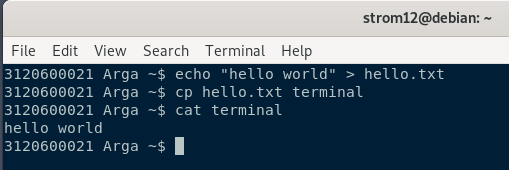 strom12@debian: ~
File Edit View Search Terminal Help
3120600021 Arga ~$ echo "hello world" > hello.txt
3120600021 Arga ~$ cp hello.txt terminal
3120600021 Arga ~$ cat terminal
hello world
3120600021 Arga ~$